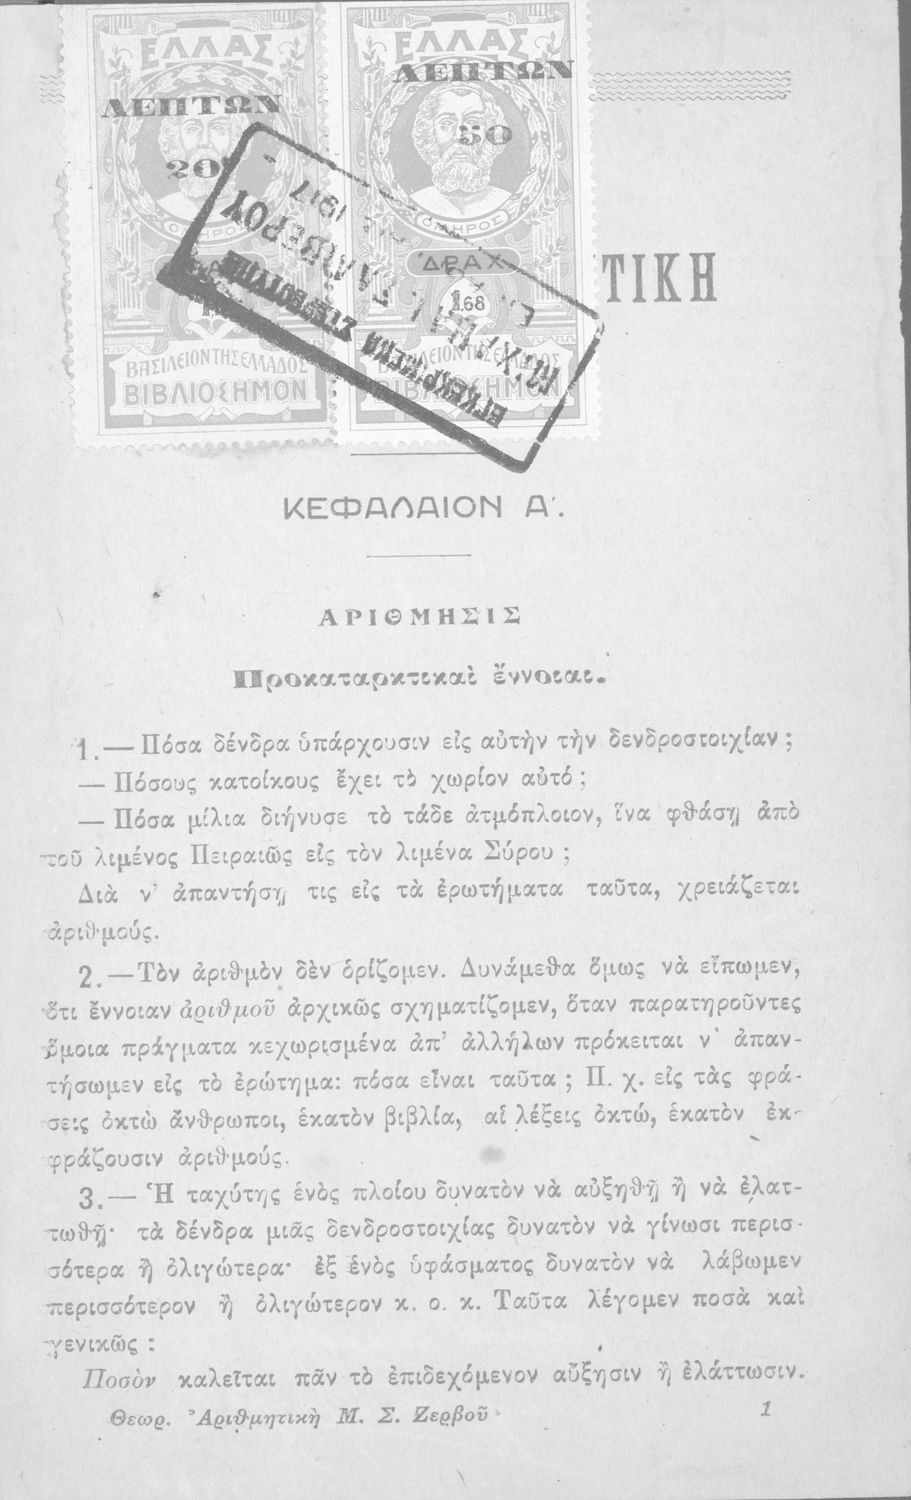 ΕΛΛΑΣ
ΛΕΠΤΩΝ
20
ΒΑΣΙΛΕΙΟΝ ΤΗΣ ΕΛΛΑΔΟΣ
ΒΙΒΛΙΟΣΗΜΟΝ
ΕΛΛΑΣ
ΛΕΠΤΩΝ
50
ΟΜΗΡΟΣ
ΔΡΑΧ
1.68
ΒΙΒΛΙΟΣΗΜΟΝ
1917
ΤΙΚΗ
ΚΕΦΑΛΑΙΟΝ Α΄.
ΑΡΙΘΜΗΣΙΣ
Προκαταρκτικαὶ ἔννοιαι.
1.— Πόσα δένδρα ὑπάρχουσιν εἰς αὐτὴν τὴν δενδροστοιχίαν ;
— Πόσους κατοίκους ἔχει τὸ χωρίον αὐτό ;
— Πόσα μίλια διήνυσε τὸ τάδε ἀτμόπλοιον, ἵνα φθάσῃ ἀπὸ
τοῦ λιμένος Πειραιῶς εἰς τὸν λιμένα Σύρου ;
Διὰ ν᾿ ἀπαντήσῃ τις εἰς τὰ ἐρωτήματα ταῦτα, χρειάζεται
ἀριθμούς.
2.—Τὸν ἀριθμὸν δὲν ὁρίζομεν. Δυνάμεθα ὅμως νὰ εἴπωμεν,
ὅτι ἔννοιαν ἀριθμοῦ ἀρχικῶς σχηματίζομεν, ὅταν παρατηροῦντες
ὅμοια πράγματα κεχωρισμένα ἀπ᾿ ἀλλήλων πρόκειται ν᾿ ἀπαν-
τήσωμεν εἰς τὸ ἐρώτημα: πόσα εἶναι ταῦτα ; Π. χ. εἰς τὰς φρά-
σεις ὀκτὼ ἄνθρωποι, ἑκατὸν βιβλία, αἱ λέξεις ὀκτώ, ἑκατὸν ἐκ-
φράζουσιν ἀριθμούς.
3.— Ἡ ταχύτης ἑνὸς πλοίου δυνατὸν νὰ αὐξηθῇ ἢ νὰ ἐλατ-
τωθῇ· τὰ δένδρα μιᾶς δενδροστοιχίας δυνατὸν νὰ γίνωσι περισ-
σότερα ἢ ὀλιγώτερα· ἐξ ἑνὸς ὑφάσματος δυνατὸν νὰ λάβωμεν
περισσότερον ἢ ὀλιγώτερον κ. ο. κ. Ταῦτα λέγομεν ποσὰ καὶ
γενικῶς :
Ποσὸν καλεῖται πᾶν τὸ ἐπιδεχόμενον αὔξησιν ἢ ἐλάττωσιν.
Θεωρ. Ἀριθμητικὴ Μ. Σ. Ζερβοῦ 1